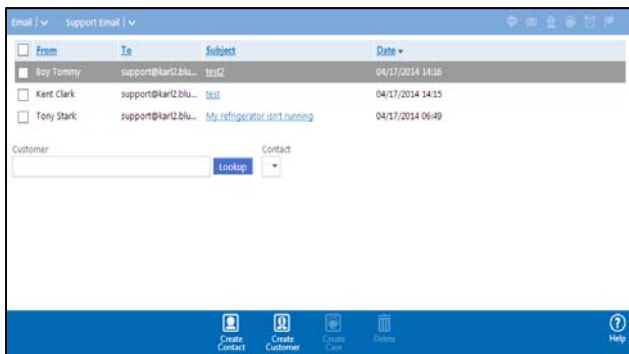 Email | Support Email |
From To Subject Date
Boy Tommy support@karl2.blu... test2 04/17/2014 14:16
Kent Clark support@karl2.blu... test 04/17/2014 14:15
Tony Stark support@karl2.blu... My refrigerator isn't running 04/17/2014 06:49
Customer Contact
Lookup
Create Contact Create Customer Create Case Delete Help